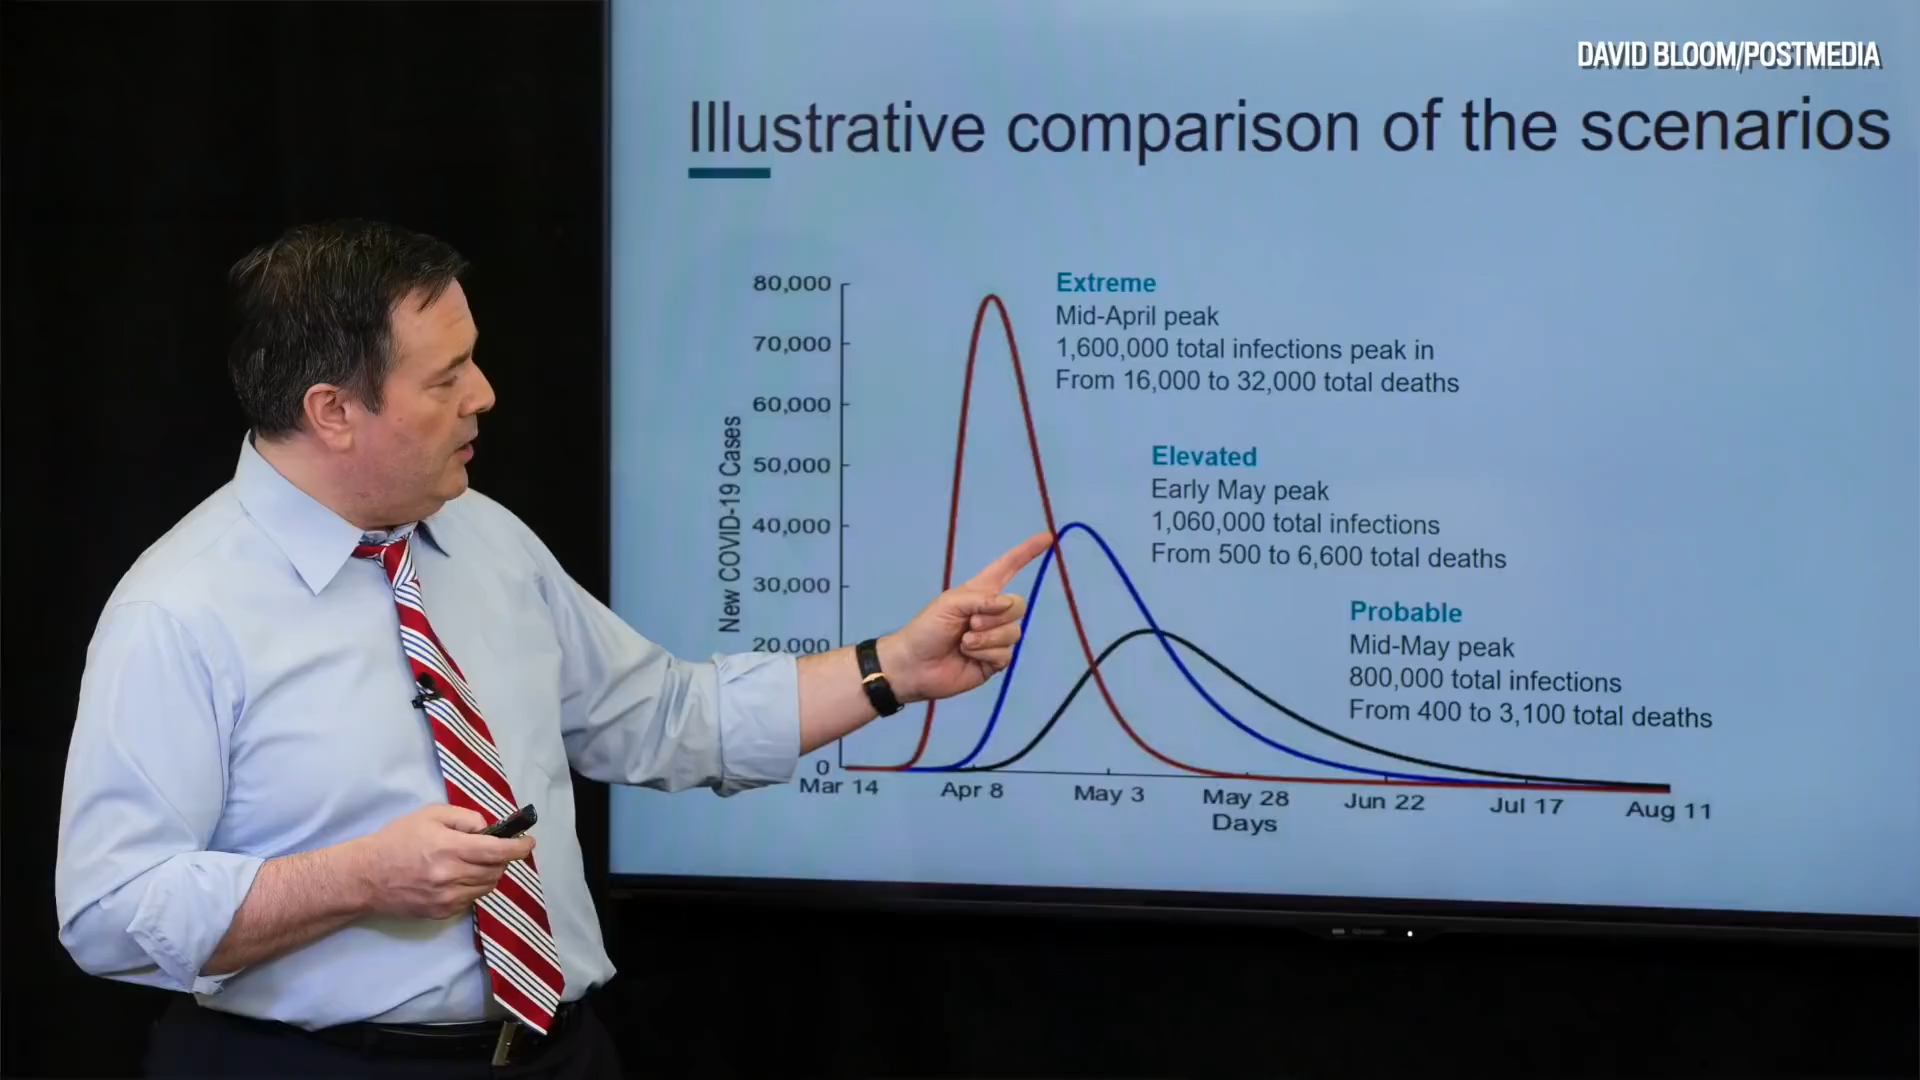 DAVID BLOOM/POSTMEDIA
Illustrative comparison of the scenarios
80,000
70,000
60,000
50,000
40,000
30,000
20,000
0
New COVID-19 Cases
Extreme
Mid-April peak
1,600,000 total infections peak in
From 16,000 to 32,000 total deaths
Elevated
Early May peak
1,060,000 total infections
From 500 to 6,600 total deaths
Probable
Mid-May peak
800,000 total infections
From 400 to 3,100 total deaths
Mar 14 Apr 8 May 3 May 28 Jun 22 Jul 17 Aug 11
Days